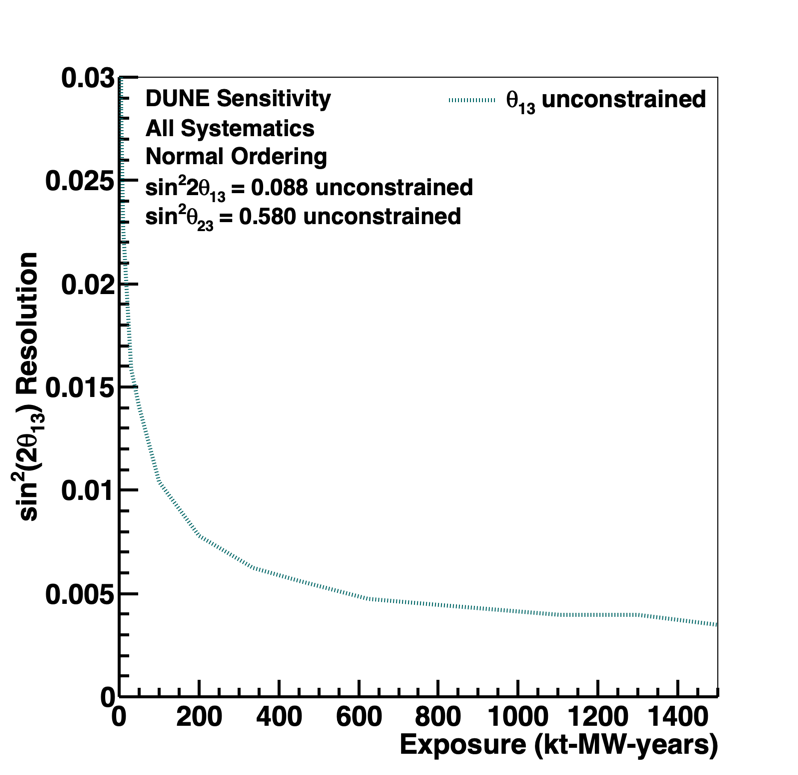 DUNE Sensitivity
All Systematics
Normal Ordering
sin²2θ₁₃ = 0.088 unconstrained
sin²θ₂₃ = 0.580 unconstrained
θ₁₃ unconstrained
sin²(2θ₁₃) Resolution
0.03
0.025
0.02
0.015
0.01
0.005
0
0 200 400 600 800 1000 1200 1400
Exposure (kt-MW-years)